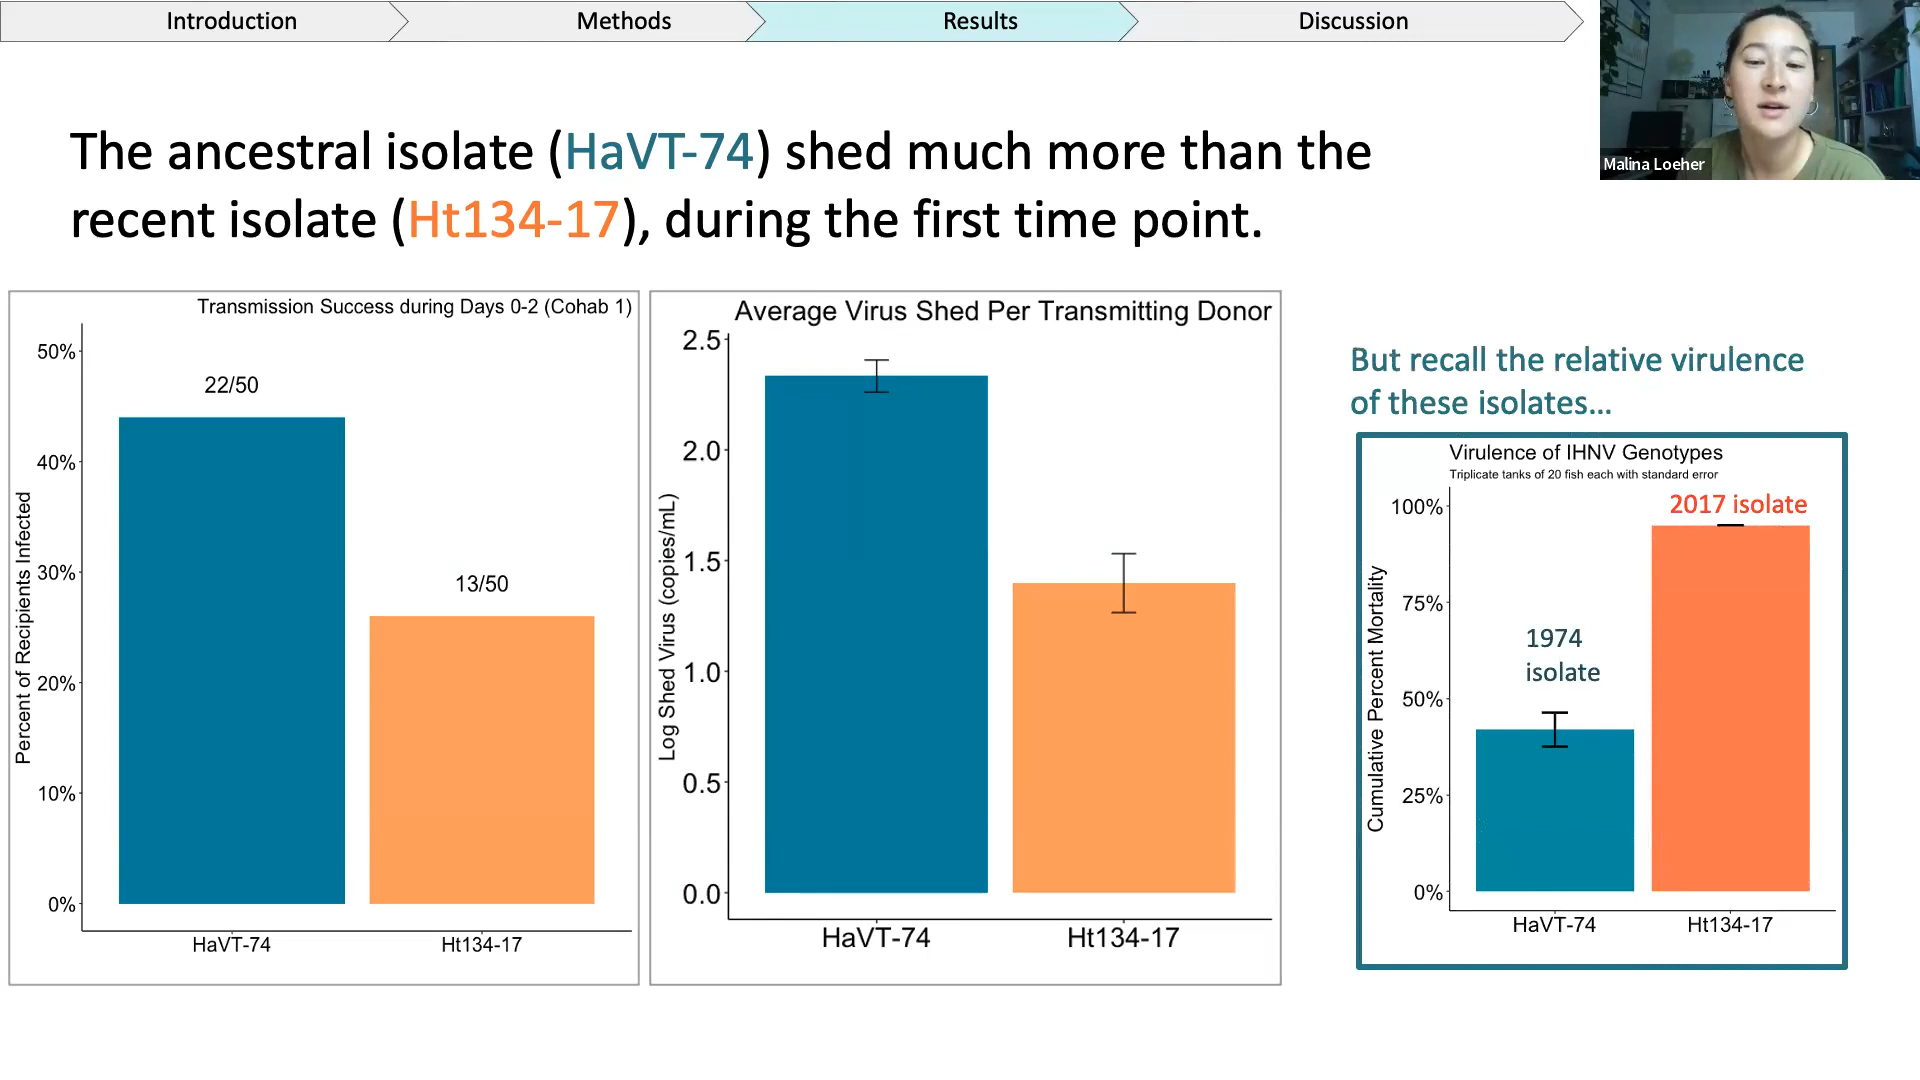 Introduction
Methods
Results
Discussion
Malina Loeher
The ancestral isolate (HaVT-74) shed much more than the
recent isolate (Ht134-17), during the first time point.
Transmission Success during Days 0-2 (Cohab 1)
Percent of Recipients Infected
50%
40%
30%
20%
10%
0%
22/50
13/50
HaVT-74
Ht134-17
Average Virus Shed Per Transmitting Donor
Log Shed Virus (copies/mL)
2.5
2.0
1.5
1.0
0.5
0.0
HaVT-74
Ht134-17
But recall the relative virulence
of these isolates...
Virulence of IHNV Genotypes
Triplicate tanks of 20 fish each with standard error
Cumulative Percent Mortality
100%
75%
50%
25%
0%
2017 isolate
1974
isolate
HaVT-74
Ht134-17